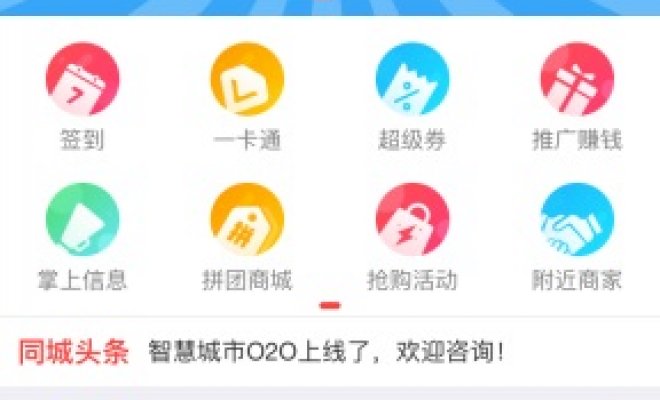 7
签到 一卡通 超级券 推广赚钱
拼
掌上信息 拼团商城 抢购活动 附近商家
同城头条 智慧城市O2O上线了，欢迎咨询！